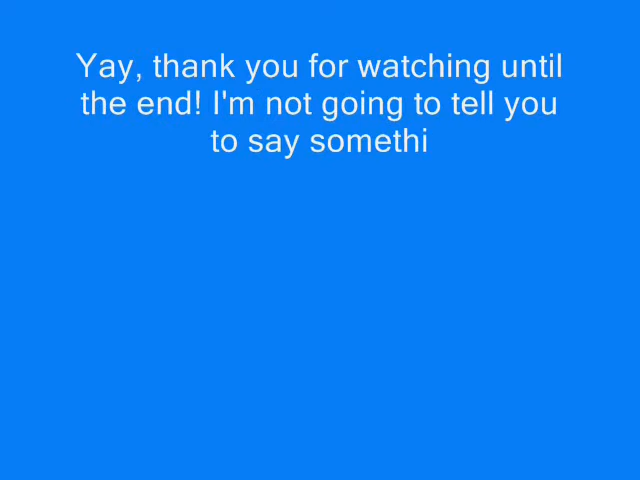 Yay, thank you for watching until
the end! I'm not going to tell you
to say somethi